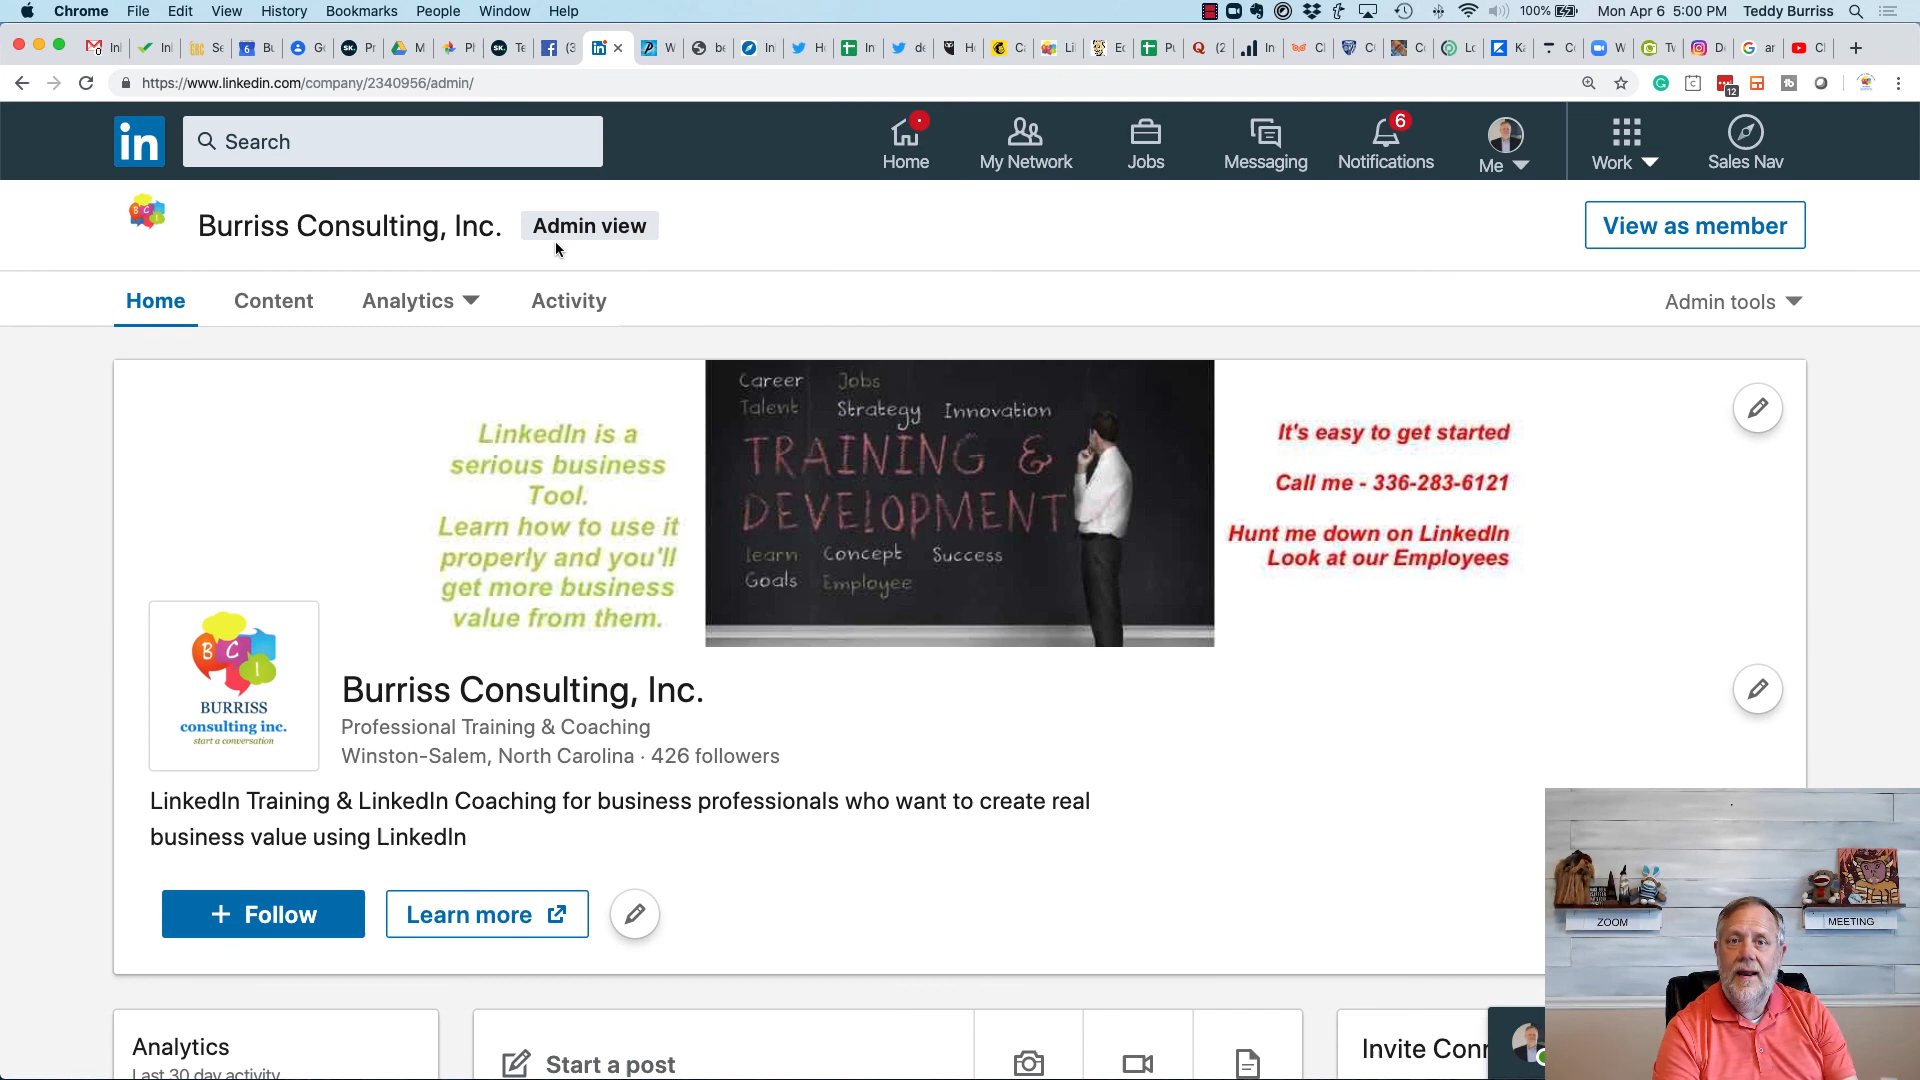 Chrome File Edit View History Bookmarks People Window Help
100% Mon Apr 6 5:00 PM Teddy Burriss
https://www.linkedin.com/company/2340956/admin/
12
in Search
Home
My Network
Jobs
Messaging
6
Notifications
Me
Work
Sales Nav
BCI
Burriss Consulting, Inc. Admin view
View as member
Home Content Analytics Activity
Admin tools
LinkedIn is a
serious business
Tool.
Learn how to use it
properly and you'll
get more business
value from them.
Career Jobs
Talent Strategy Innovation
TRAINING &
DEVELOPMENT
learn Concept Success
Goals Employee
It's easy to get started
Call me - 336-283-6121
Hunt me down on LinkedIn
Look at our Employees
B C I
BURRISS
consulting inc.
start a conversation
Burriss Consulting, Inc.
Professional Training & Coaching
Winston-Salem, North Carolina · 426 followers
LinkedIn Training & LinkedIn Coaching for business professionals who want to create real
business value using LinkedIn
+ Follow
Learn more
ZOOM
MEETING
Analytics
Last 30 day activity
Start a post
Invite Conn